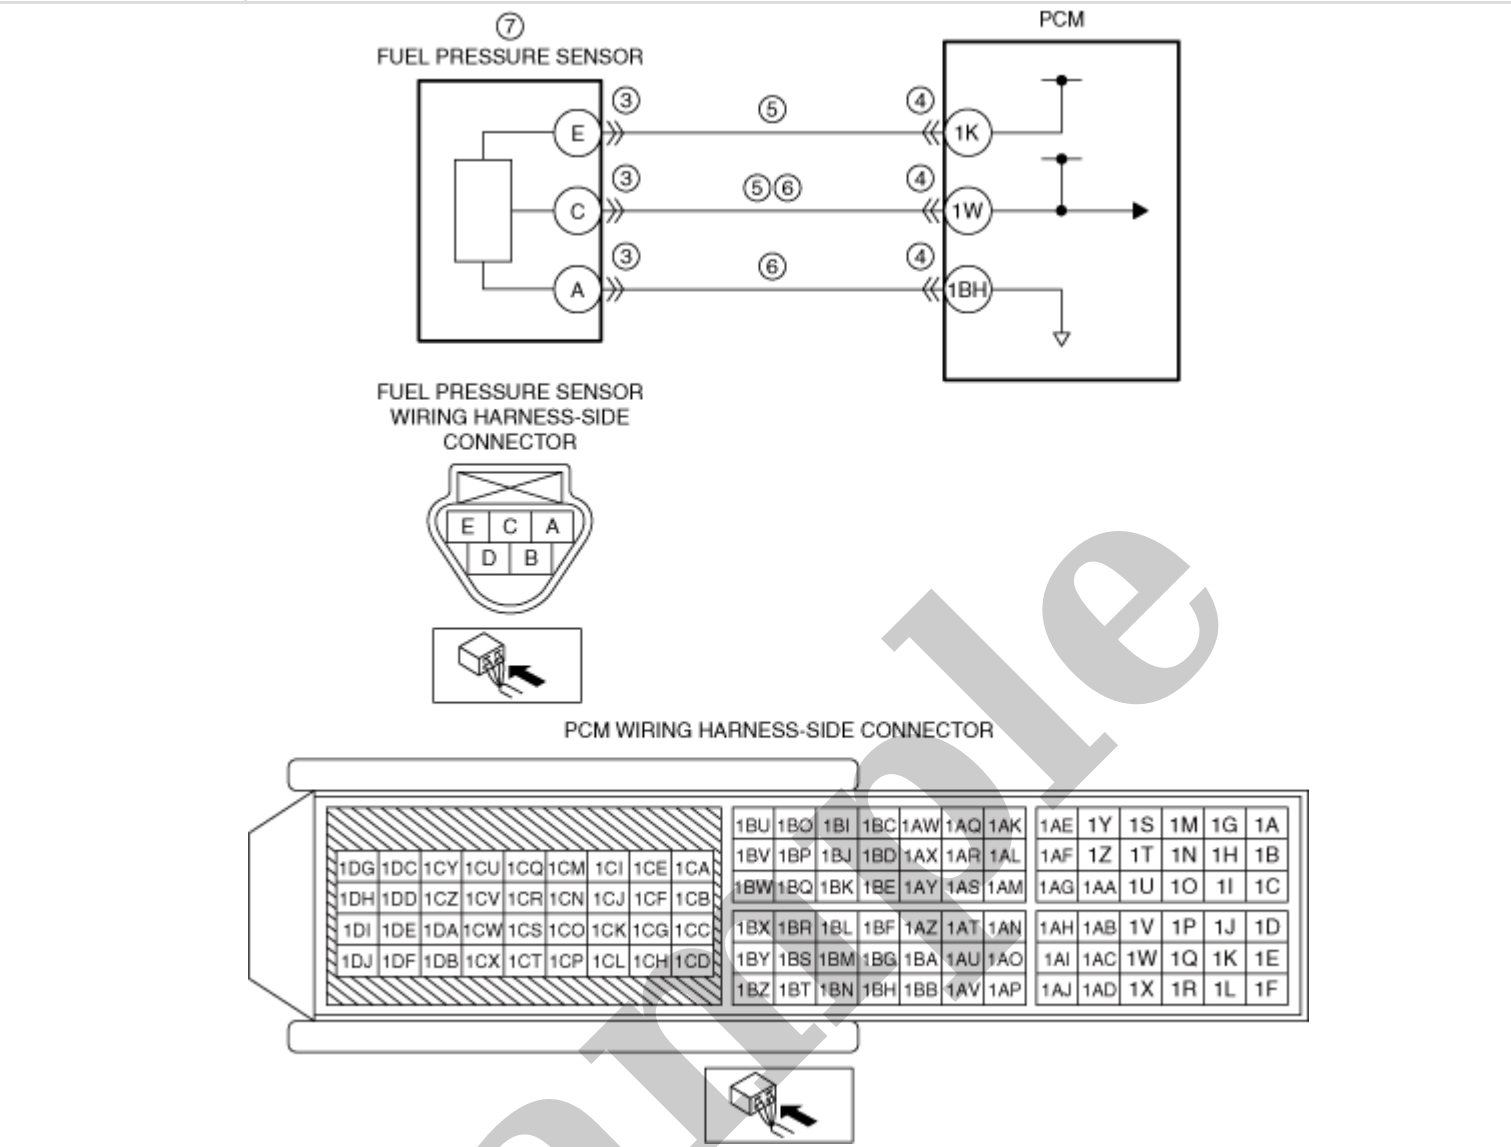 7
FUEL PRESSURE SENSOR
PCM
3 5 4
E 1K
3 5 6 4
C 1W
3 6 4
A 1BH
FUEL PRESSURE SENSOR
WIRING HARNESS-SIDE
CONNECTOR
E C A
D B
PCM WIRING HARNESS-SIDE CONNECTOR
1BU 1BO 1BI 1BC 1AW 1AQ 1AK 1AE 1Y 1S 1M 1G 1A
1BV 1BP 1BJ 1BD 1AX 1AR 1AL 1AF 1Z 1T 1N 1H 1B
1DG 1DC 1CY 1CU 1CQ 1CM 1CI 1CE 1CA
1BW 1BQ 1BK 1BE 1AY 1AS 1AM 1AG 1AA 1U 1O 1I 1C
1DH 1DD 1CZ 1CV 1CR 1CN 1CJ 1CF 1CB
1DI 1DE 1DA 1CW 1CS 1CO 1CK 1CG 1CC 1BX 1BR 1BL 1BF 1AZ 1AT 1AN 1AH 1AB 1V 1P 1J 1D
1DJ 1DF 1DB 1CX 1CT 1CP 1CL 1CH 1CD 1BY 1BS 1BM 1BG 1BA 1AU 1AO 1AI 1AC 1W 1Q 1K 1E
1BZ 1BT 1BN 1BH 1BB 1AV 1AP 1AJ 1AD 1X 1R 1L 1F
ample